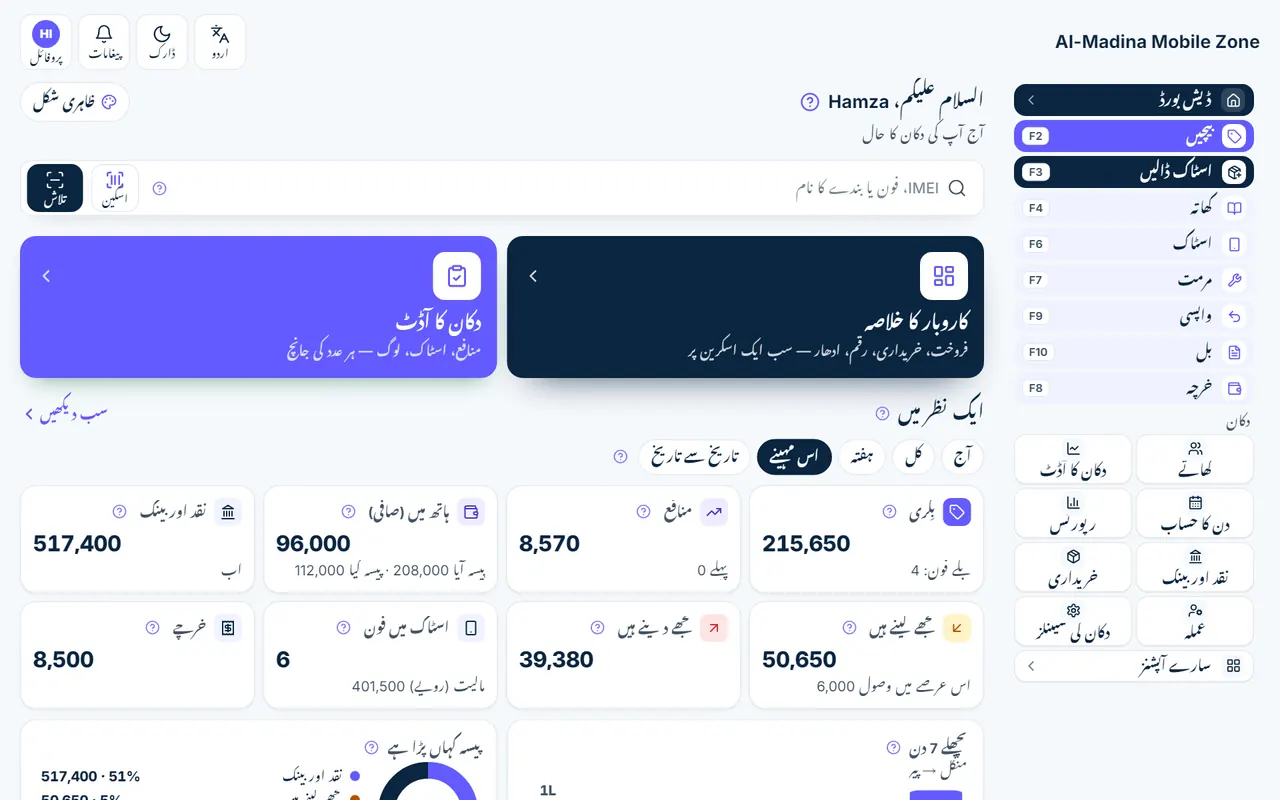 Al-Madina Mobile Zone
اردو
ڈارک
پیغامات
HI
پروفائل
ڈیش بورڈ
بیچیں F2
اسٹاک ڈالیں F3
کھاتہ F4
اسٹاک F6
مرمت F7
واپسی F9
بل F10
خرچہ F8
دکان
کھاتے
دکان کا آڈٹ
دن کا حساب
رپورٹس
نقد اور بینک
خریداری
عملہ
دکان کی سیٹنگز
سارے آپشنز
السلام علیکم، Hamza
آج آپ کی دکان کا حال
ظاہری شکل
IMEI، فون یا بندے کا نام
اسکین
تلاش
کاروبار کا خلاصہ
فروخت، خریداری، رقم، ادھار — سب ایک اسکرین پر
دکان کا آڈٹ
منافع، اسٹاک، لوگ — ہر عدد کی جانچ
ایک نظر میں
سب دیکھیں
آج
کل
ہفتہ
اس مہینے
تاریخ سے تاریخ
بِکری
215,650
بکے فون: 4
منافع
8,570
پہلے 0
ہاتھ میں (صافی)
96,000
پیسہ آیا 208,000 · پیسہ گیا 112,000
نقد اور بینک
517,400
اب
مجھے لینے ہیں
50,650
اس عرصے میں وصول 6,000
مجھے دینے ہیں
39,380
اسٹاک میں فون
6
مالیت (روپے) 401,500
خرچے
8,500
پچھلے 7 دن
منگل → پیر
1L
پیسہ کہاں پڑا ہے
نقد اور بینک
517,400 · 51%
مجھے لینے ہیں
50,650 · 5%